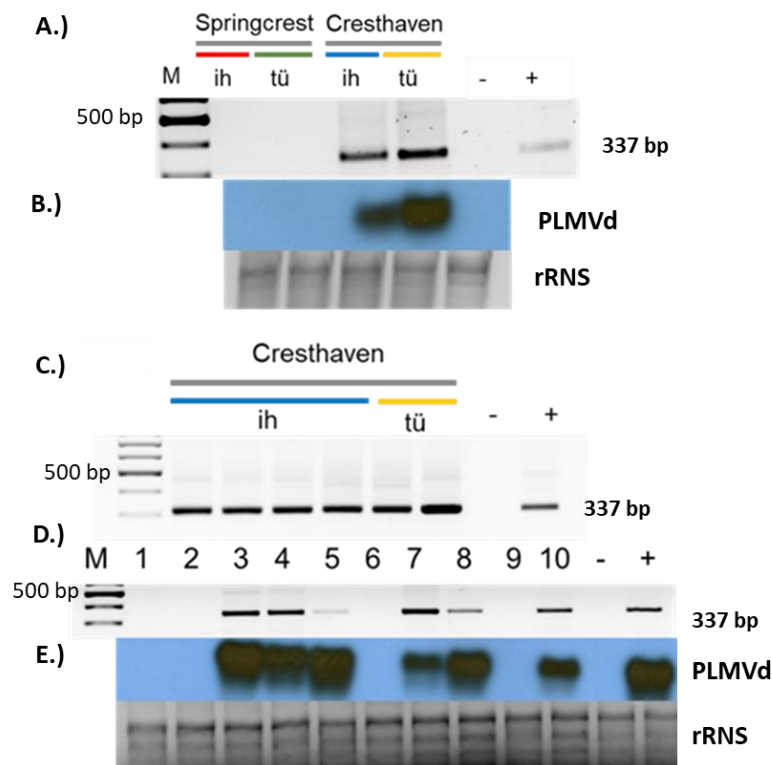 A.)
Springcrest Cresthaven
M ih tü ih tü - +
500 bp
337 bp
B.)
PLMVd
rRNS
C.)
Cresthaven
ih tü - +
500 bp
337 bp
D.)
M 1 2 3 4 5 6 7 8 9 10 - +
500 bp
337 bp
E.)
PLMVd
rRNS